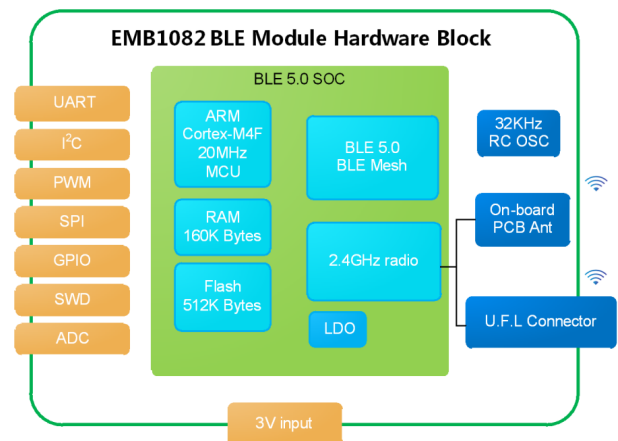 EMB1082 BLE Module Hardware Block
BLE 5.0 SOC
UART
I²C
PWM
SPI
GPIO
SWD
ADC
ARM
Cortex-M4F
20MHz
MCU
RAM
160K Bytes
Flash
512K Bytes
BLE 5.0
BLE Mesh
2.4GHz radio
LDO
32KHz
RC OSC
On-board
PCB Ant
U.F.L Connector
3V input